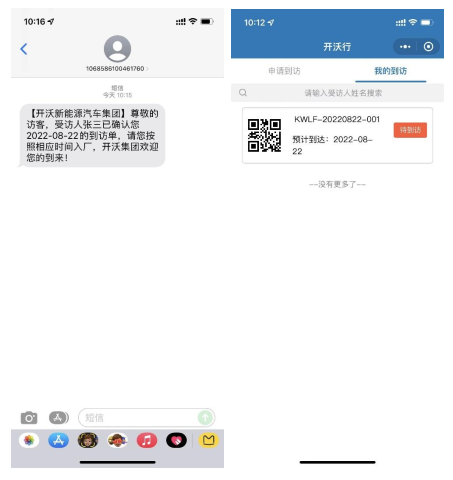 10:16
1068586100461760
短信
今天 10:15
【开沃新能源汽车集团】尊敬的
访客，受访人张三已确认您
2022-08-22的到访单，请您按
照相应时间入厂，开沃集团欢迎
您的到来！
短信
10:12
开沃行
申请到访
我的到访
请输入受访人姓名搜索
KWLF-20220822-001
待到访
预计到达：2022-08-
22
--没有更多了--